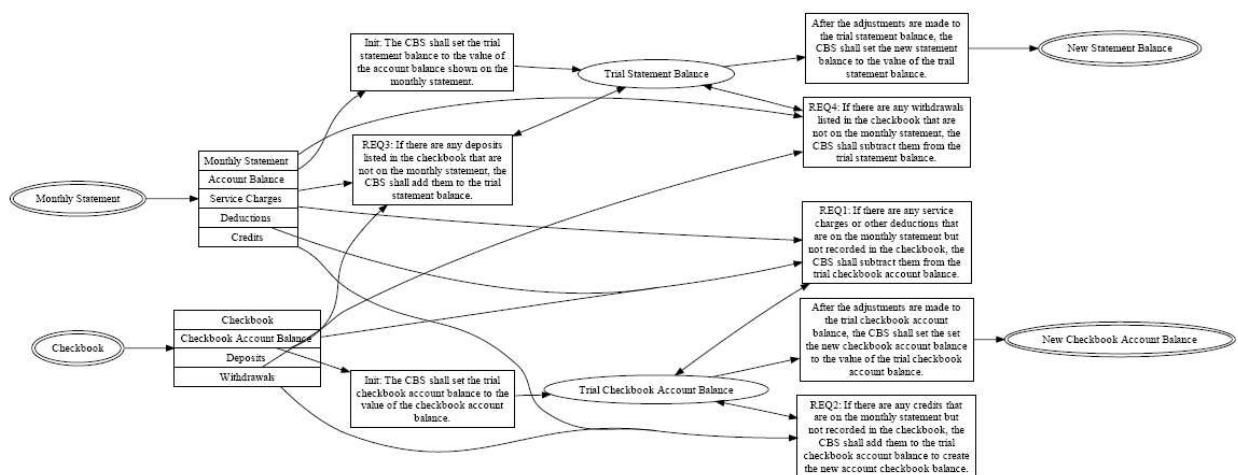 Monthly Statement
Checkbook
Monthly Statement
Account Balance
Service Charges
Deductions
Credits
Checkbook
Checkbook Account Balance
Deposits
Withdrawals
Init: The CBS shall set the trial
statement balance to the value of
the account balance shown on the
monthly statement.
REQ3: If there are any deposits
listed in the checkbook that are
not on the monthly statement, the
CBS shall add them to the trial
statement balance.
Init: The CBS shall set the trial
checkbook account balance to the
value of the checkbook account
balance.
Trial Statement Balance
Trial Checkbook Account Balance
After the adjustments are made to
the trial statement balance, the
CBS shall set the new statement
balance to the value of the trail
statement balance.
REQ4: If there are any withdrawals
listed in the checkbook that are
not on the monthly statement, the
CBS shall subtract them from the
trial statement balance.
REQ1: If there are any service
charges or other deductions that
are on the monthly statement but
not recorded in the checkbook, the
CBS shall subtract them from the
trial checkbook account balance.
After the adjustments are made to
the trial checkbook account
balance, the CBS shall set the set
the new checkbook account balance
to the value of the trial checkbook
account balance.
REQ2: If there are any credits that
are on the monthly statement but
not recorded in the checkbook, the
CBS shall add them to the trial
checkbook account balance to create
the new account checkbook balance.
New Statement Balance
New Checkbook Account Balance